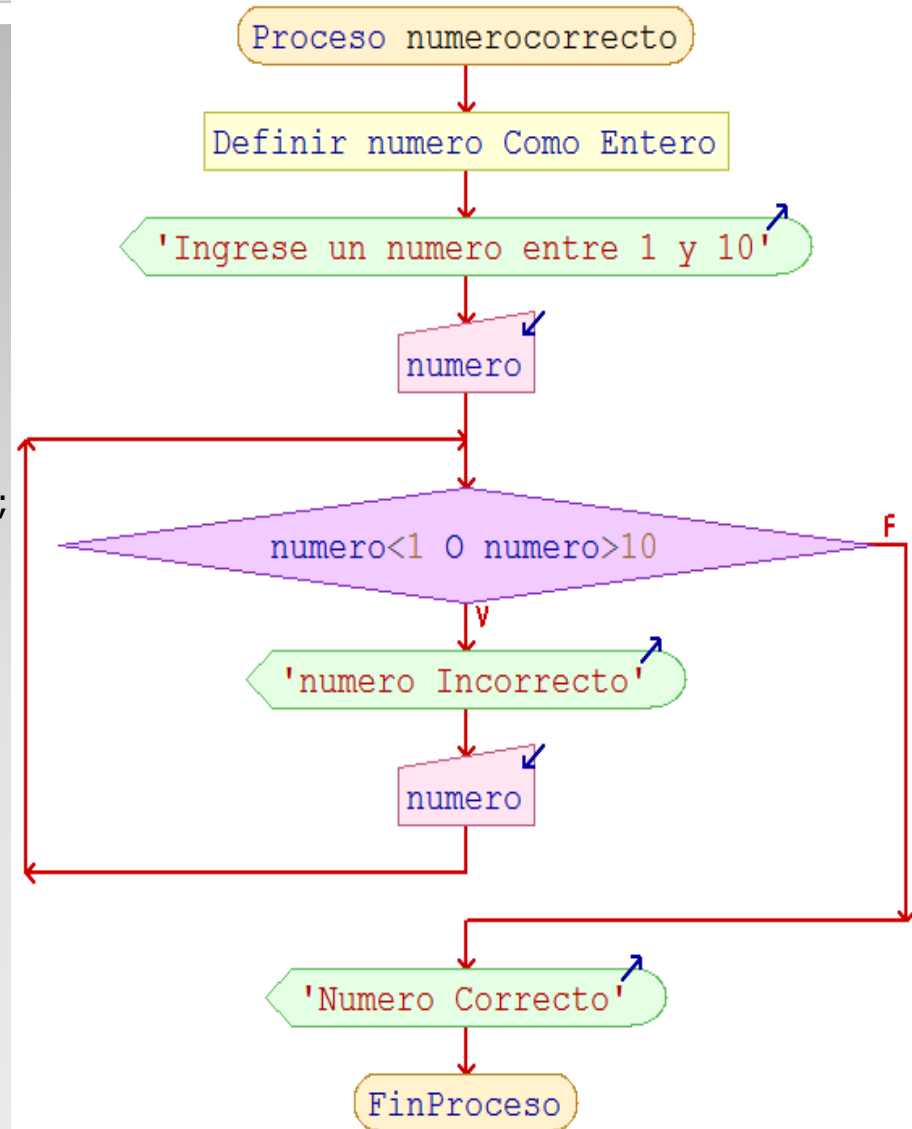 Proceso numerocorrecto
Definir numero Como Entero
'Ingrese un numero entre 1 y 10'
numero
;
numero<1 O numero>10
F
V
'numero Incorrecto'
numero
'Numero Correcto'
FinProceso